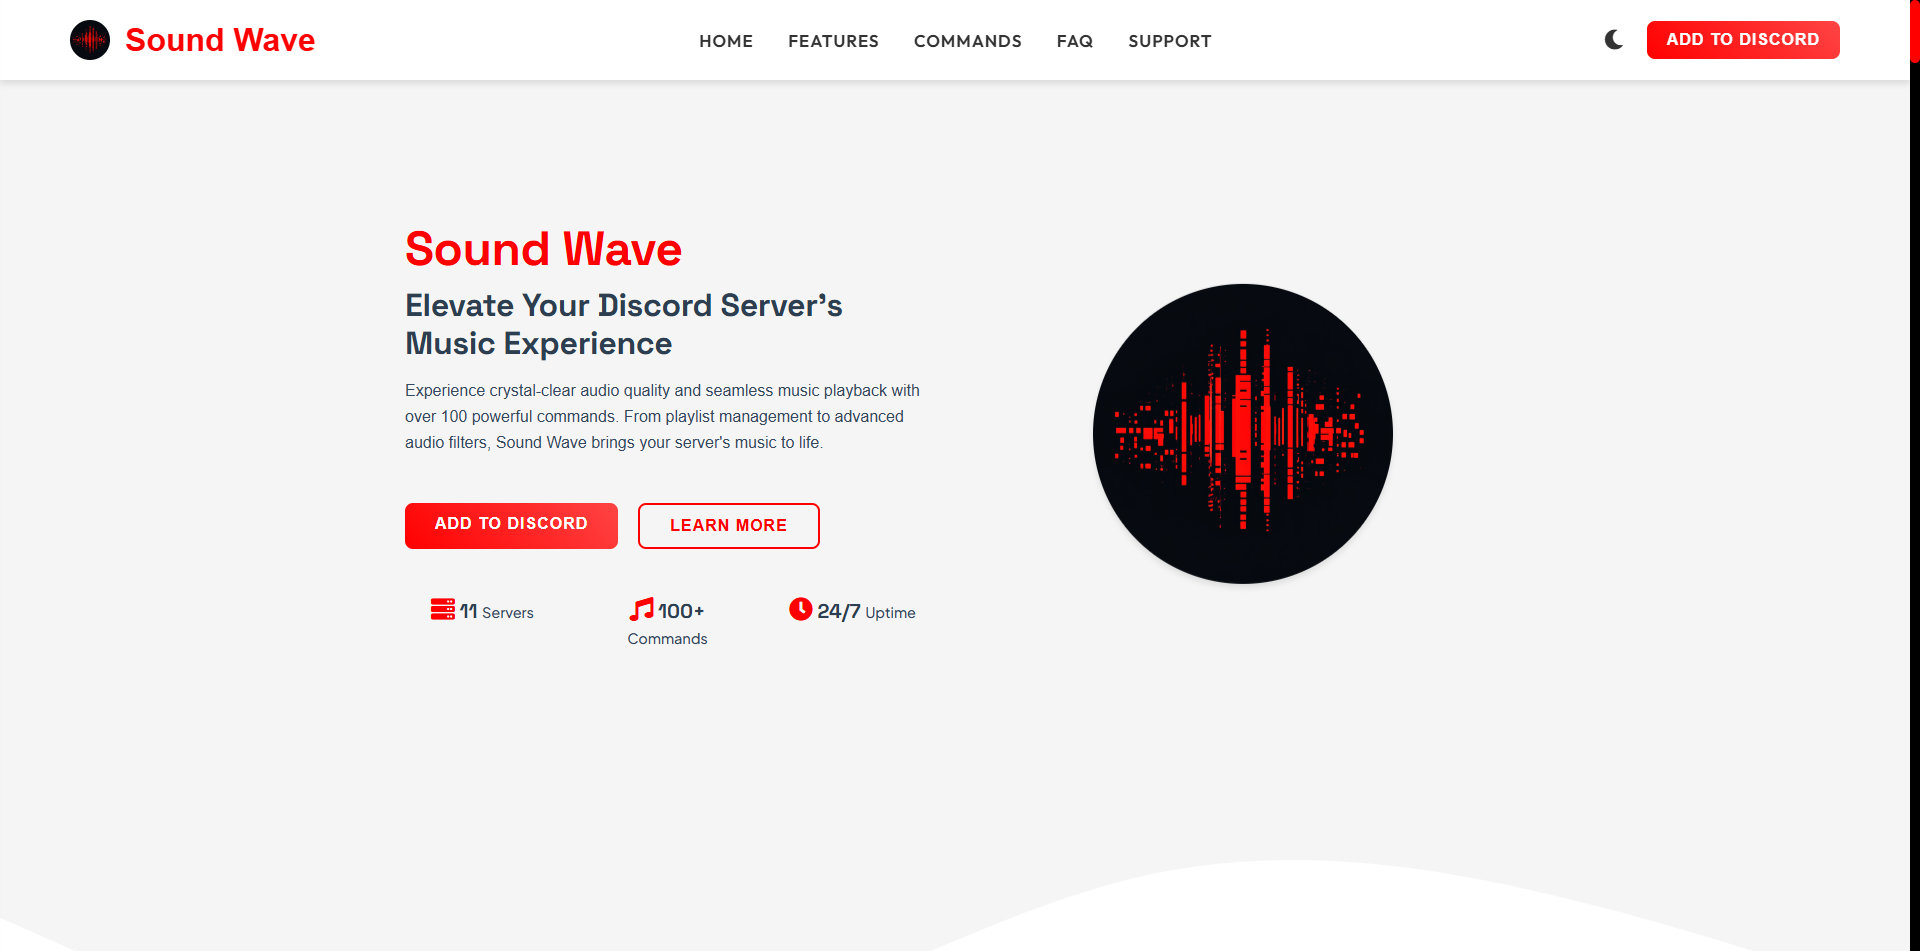 Sound Wave
HOME FEATURES COMMANDS FAQ SUPPORT
ADD TO DISCORD
Sound Wave
Elevate Your Discord Server's
Music Experience
Experience crystal-clear audio quality and seamless music playback with
over 100 powerful commands. From playlist management to advanced
audio filters, Sound Wave brings your server's music to life.
ADD TO DISCORD
LEARN MORE
11 Servers
100+
Commands
24/7 Uptime